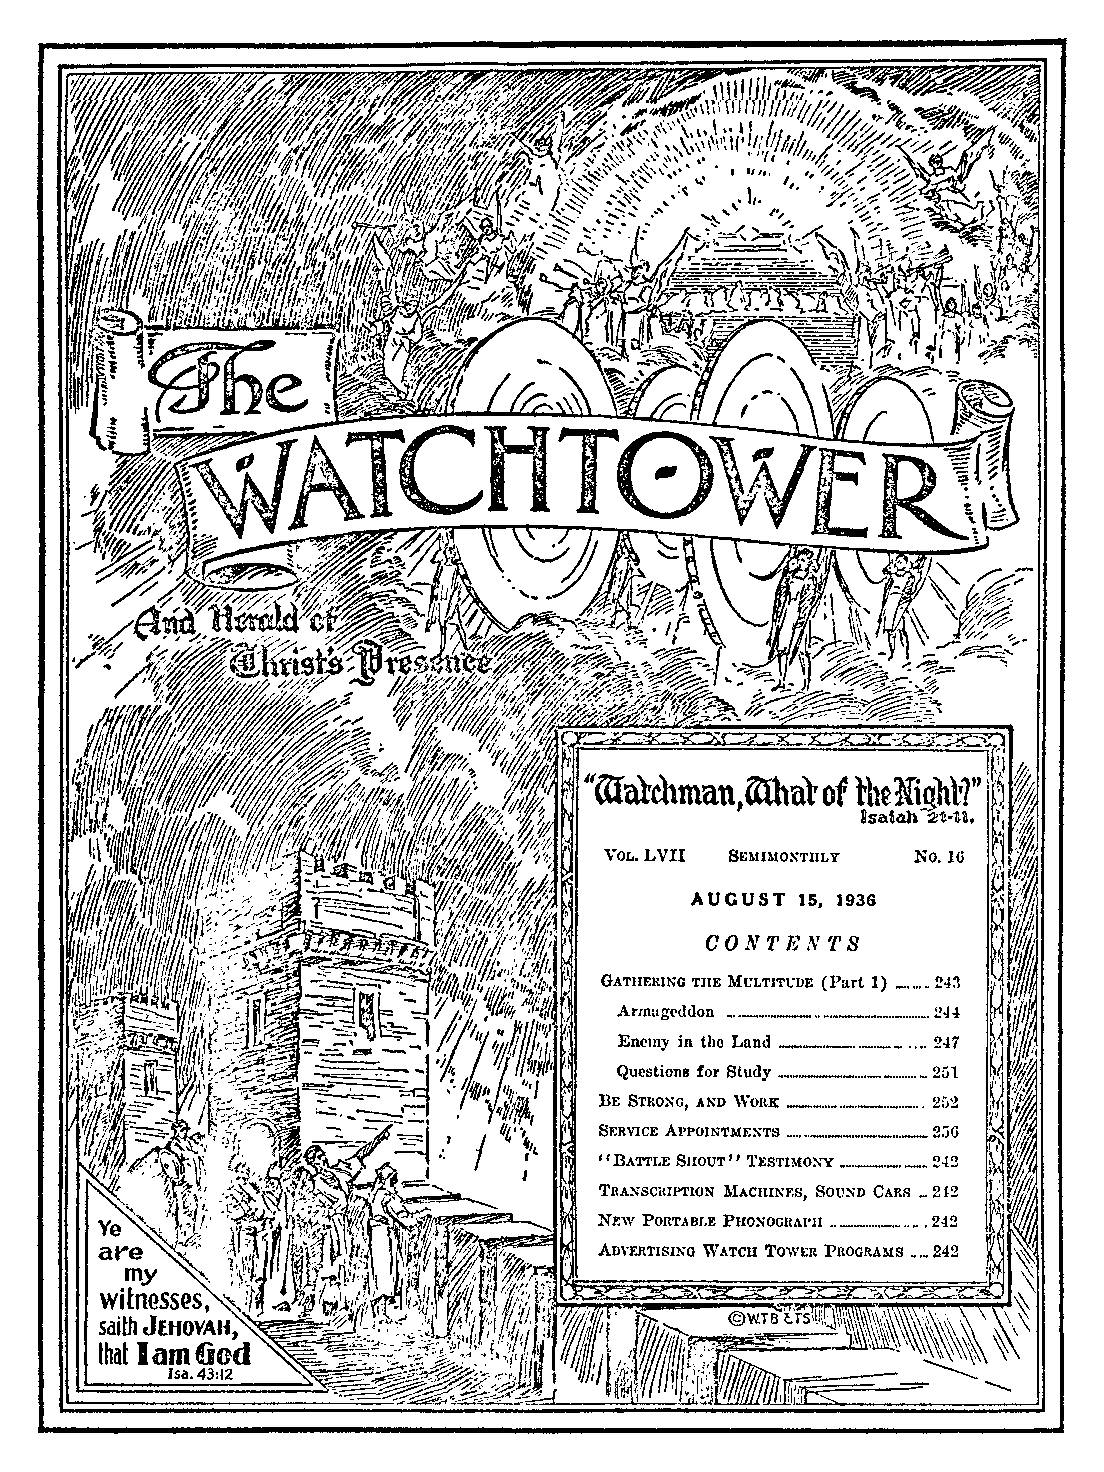 The
WATCHTOWER
And Herald of
Christ's Presence
"Watchman, What of the Night?"
Isaiah 21:11.
VOL. LVII SEMIMONTHLY NO. 16
AUGUST 15, 1936
CONTENTS
GATHERING THE MULTITUDE (Part 1) 243
Armageddon 244
Enemy in the Land 247
Questions for Study 251
BE STRONG, AND WORK 252
SERVICE APPOINTMENTS 256
"BATTLE SHOUT" TESTIMONY 242
TRANSCRIPTION MACHINES, SOUND CARS 242
NEW PORTABLE PHONOGRAPH 242
ADVERTISING WATCH TOWER PROGRAMS 242
Ye
are
my
witnesses,
saith JEHOVAH,
that I am God
Isa. 43:12
©W.T.B.&T.S.